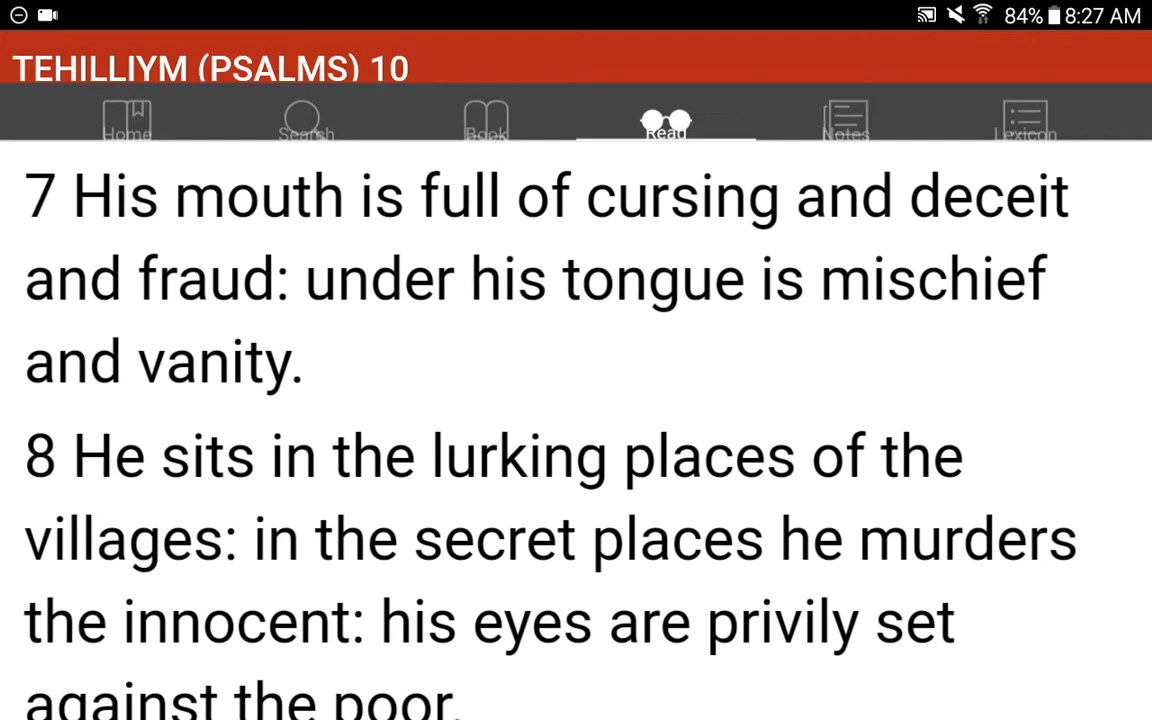 84% 8:27 AM
TEHILLIYM (PSALMS) 10
Home Search Book Read Notes Lexicon
7 His mouth is full of cursing and deceit
and fraud: under his tongue is mischief
and vanity.
8 He sits in the lurking places of the
villages: in the secret places he murders
the innocent: his eyes are privily set
against the poor.